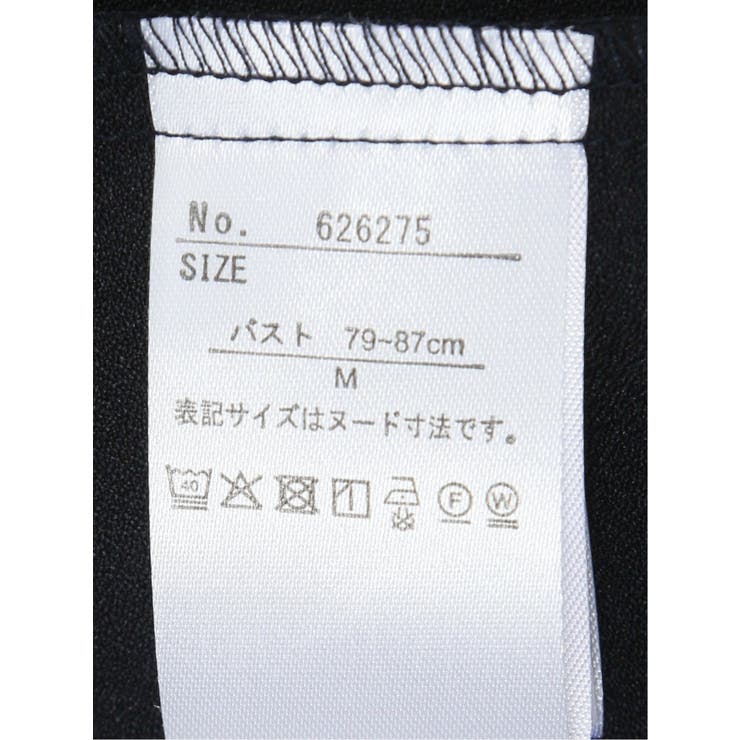 No. 626275
SIZE
バスト 79~87cm
M
表記サイズはヌード寸法です。
40 F W